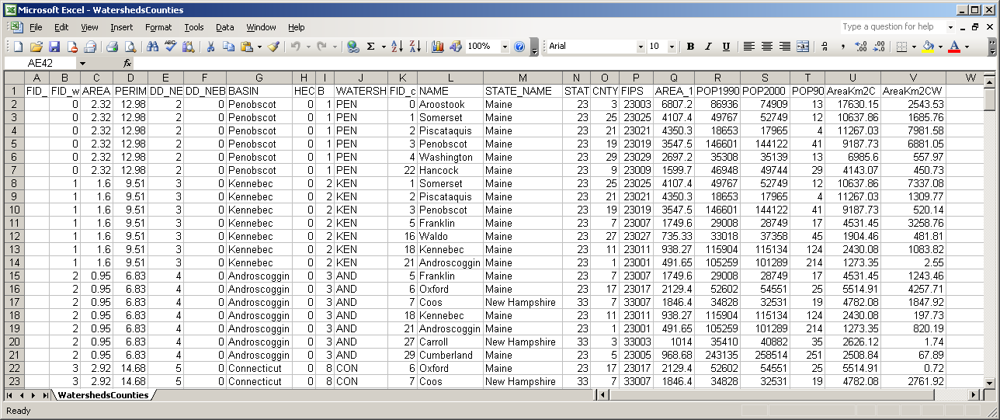 Microsoft Excel - WatershedsCounties
File Edit View Insert Format Tools Data Window Help Type a question for help
100% Arial 10 B I U
AE42 fx
A B C D E F G H I J K L M N O P Q R S T U V W
1 FID_ FID_w AREA PERIM DD_NE DD_NEB BASIN HEC B WATERSH FID_c NAME STATE_NAME STAT CNTY FIPS AREA_1 POP1990 POP2000 POP90 AreaKm2C AreaKm2CW
2 0 2.32 12.98 2 0 Penobscot 0 1 PEN 0 Aroostook Maine 23 3 23003 6807.2 86936 74909 13 17630.15 2543.53
3 0 2.32 12.98 2 0 Penobscot 0 1 PEN 1 Somerset Maine 23 25 23025 4107.4 49767 52749 12 10637.86 1685.76
4 0 2.32 12.98 2 0 Penobscot 0 1 PEN 2 Piscataquis Maine 23 21 23021 4350.3 18653 17965 4 11267.03 7981.58
5 0 2.32 12.98 2 0 Penobscot 0 1 PEN 3 Penobscot Maine 23 19 23019 3547.5 146601 144122 41 9187.73 6881.05
6 0 2.32 12.98 2 0 Penobscot 0 1 PEN 4 Washington Maine 23 29 23029 2697.2 35308 35139 13 6985.6 557.97
7 0 2.32 12.98 2 0 Penobscot 0 1 PEN 22 Hancock Maine 23 9 23009 1599.7 46948 49744 29 4143.07 450.73
8 1 1.6 9.51 3 0 Kennebec 0 2 KEN 1 Somerset Maine 23 25 23025 4107.4 49767 52749 12 10637.86 7337.08
9 1 1.6 9.51 3 0 Kennebec 0 2 KEN 2 Piscataquis Maine 23 21 23021 4350.3 18653 17965 4 11267.03 1309.77
10 1 1.6 9.51 3 0 Kennebec 0 2 KEN 3 Penobscot Maine 23 19 23019 3547.5 146601 144122 41 9187.73 520.14
11 1 1.6 9.51 3 0 Kennebec 0 2 KEN 5 Franklin Maine 23 7 23007 1749.6 29008 28749 17 4531.45 3258.76
12 1 1.6 9.51 3 0 Kennebec 0 2 KEN 16 Waldo Maine 23 27 23027 735.33 33018 37358 45 1904.46 481.81
13 1 1.6 9.51 3 0 Kennebec 0 2 KEN 18 Kennebec Maine 23 11 23011 938.27 115904 115134 124 2430.08 1083.82
14 1 1.6 9.51 3 0 Kennebec 0 2 KEN 21 Androscoggin Maine 23 1 23001 491.65 105259 101289 214 1273.35 2.55
15 2 0.95 6.83 4 0 Androscoggin 0 3 AND 5 Franklin Maine 23 7 23007 1749.6 29008 28749 17 4531.45 1243.46
16 2 0.95 6.83 4 0 Androscoggin 0 3 AND 6 Oxford Maine 23 17 23017 2129.4 52602 54551 25 5514.91 4257.71
17 2 0.95 6.83 4 0 Androscoggin 0 3 AND 7 Coos New Hampshire 33 7 33007 1846.4 34828 32531 19 4782.08 1847.92
18 2 0.95 6.83 4 0 Androscoggin 0 3 AND 18 Kennebec Maine 23 11 23011 938.27 115904 115134 124 2430.08 197.73
19 2 0.95 6.83 4 0 Androscoggin 0 3 AND 21 Androscoggin Maine 23 1 23001 491.65 105259 101289 214 1273.35 820.19
20 2 0.95 6.83 4 0 Androscoggin 0 3 AND 27 Carroll New Hampshire 33 3 33003 1014 35410 40882 35 2626.12 1.74
21 2 0.95 6.83 4 0 Androscoggin 0 3 AND 29 Cumberland Maine 23 5 23005 968.68 243135 258514 251 2508.84 67.89
22 3 2.92 14.68 5 0 Connecticut 0 8 CON 6 Oxford Maine 23 17 23017 2129.4 52602 54551 25 5514.91 0.72
23 3 2.92 14.68 5 0 Connecticut 0 8 CON 7 Coos New Hampshire 33 7 33007 1846.4 34828 32531 19 4782.08 2761.92
WatershedsCounties
Ready